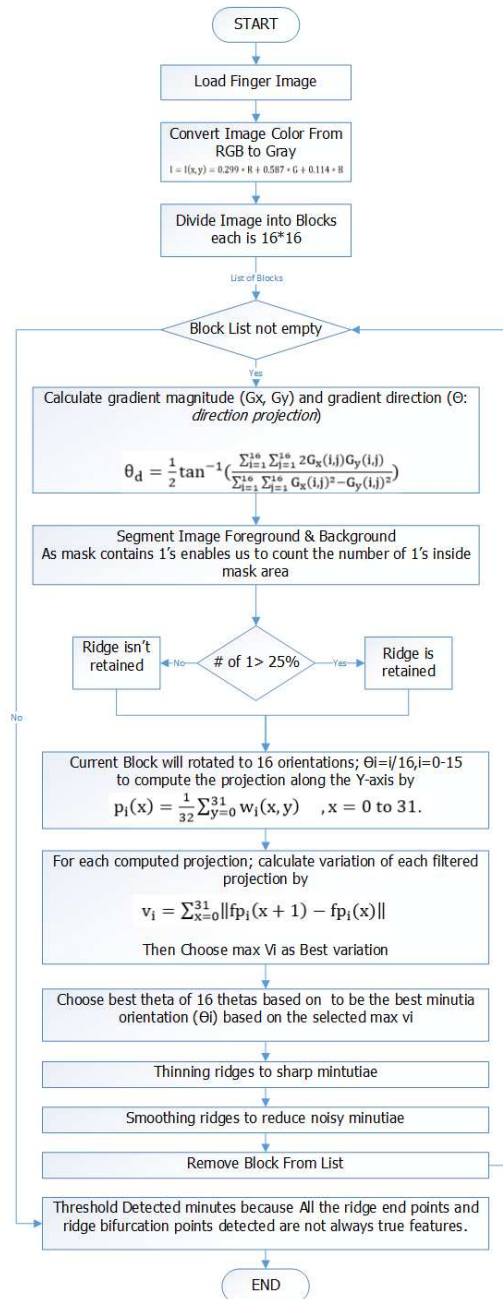 START
Load Finger Image
Convert Image Color From
RGB to Gray
I = I(x,y) = 0.299 * R + 0.587 * G + 0.114 * B
Divide Image into Blocks
each is 16*16
List of Blocks
Block List not empty
Yes
Calculate gradient magnitude (Gx, Gy) and gradient direction (Θ:
direction projection)
θd = 1/2 tan⁻¹(∑¹⁶ᵢ₌₁ ∑¹⁶ⱼ₌₁ 2Gx(i,j)Gy(i,j) / ∑¹⁶ᵢ₌₁ ∑¹⁶ⱼ₌₁ Gx(i,j)²−Gy(i,j)²)
Segment Image Foreground & Background
As mask contains 1's enables us to count the number of 1's inside
mask area
Ridge isn't
retained
No
# of 1> 25%
Yes
Ridge is
retained
No
Current Block will rotated to 16 orientations; Θi=i/16,i=0-15
to compute the projection along the Y-axis by
pᵢ(x) = 1/32 ∑³¹y₌₀ wᵢ(x,y) , x = 0 to 31.
For each computed projection; calculate variation of each filtered
projection by
vᵢ = ∑³¹ₓ₌₀‖fpᵢ(x + 1) − fpᵢ(x)‖
Then Choose max Vi as Best variation
Choose best theta of 16 thetas based on to be the best minutia
orientation (Θi) based on the selected max vi
Thinning ridges to sharp mintutiae
Smoothing ridges to reduce noisy minutiae
Remove Block From List
Threshold Detected minutes because All the ridge end points and
ridge bifurcation points detected are not always true features.
END